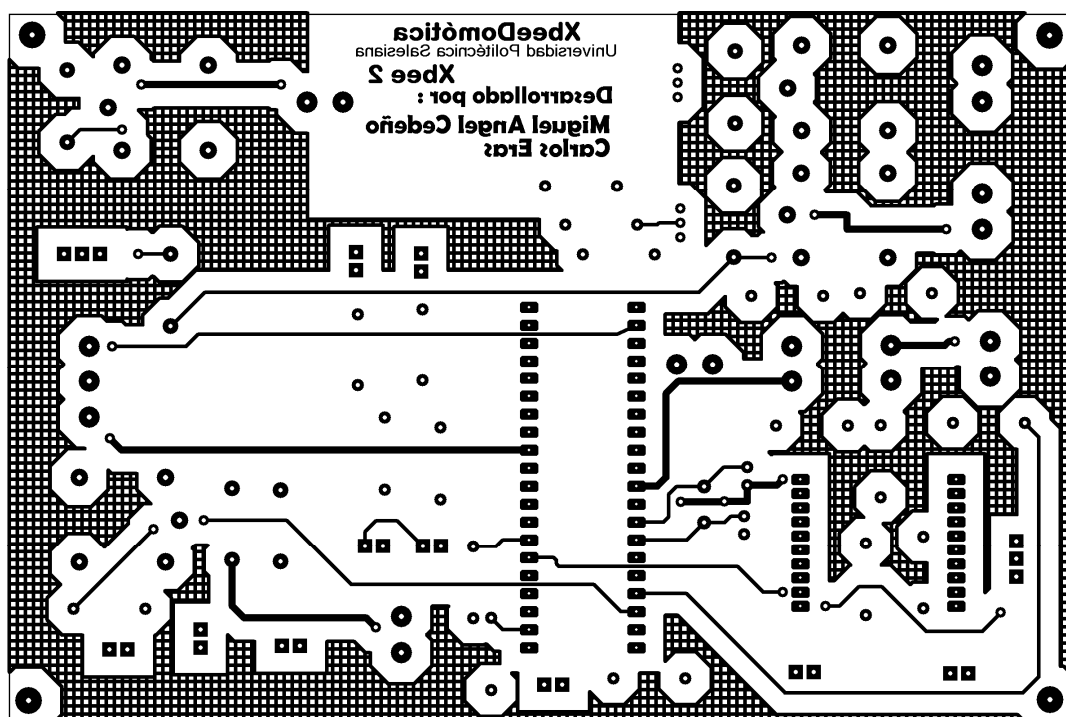 XbeeDomótica
Universidad Politécnica Salesiana
Xbee 2
Desarrollado por :
Miguel Angel Cedeño
Carlos Eras